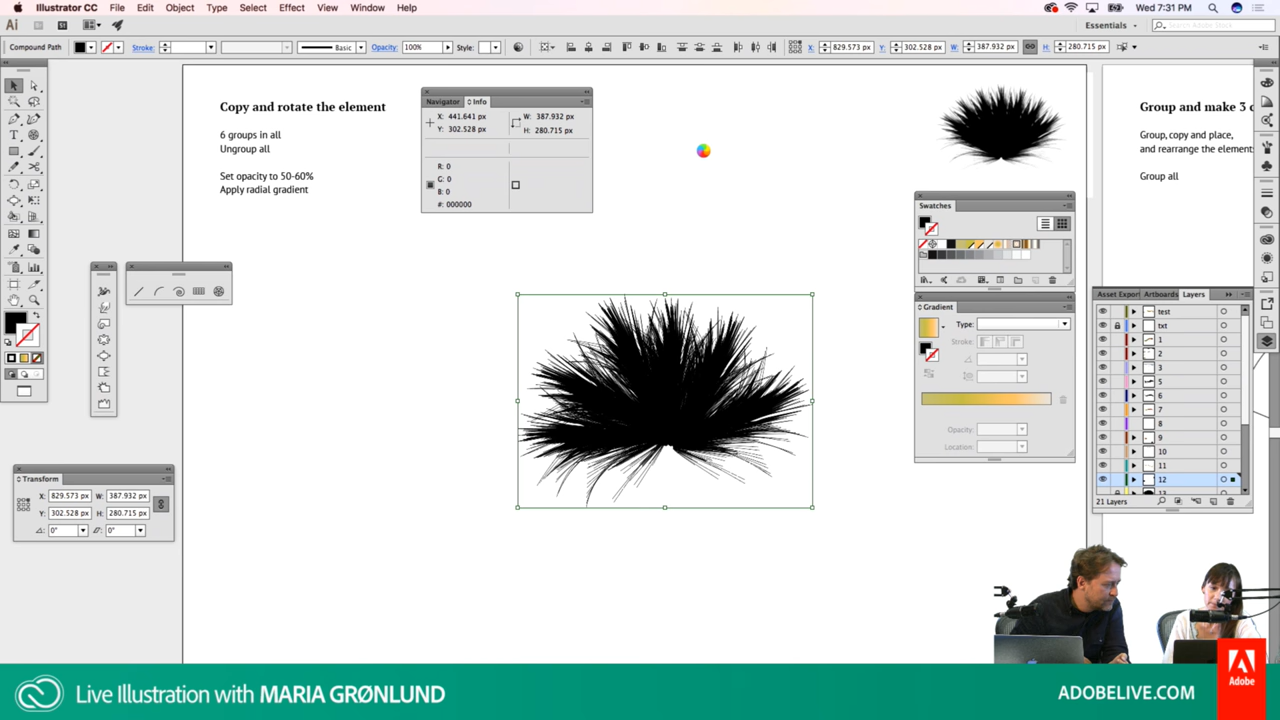 Illustrator CC File Edit Object Type Select Effect View Window Help
Wed 7:31 PM
Ai
Essentials
Search Adobe Stock
Compound Path Stroke: Basic Opacity: 100% Style: X: 829.573 px Y: 302.528 px W: 387.932 px H: 280.715 px
Copy and rotate the element
6 groups in all
Ungroup all
Set opacity to 50-60%
Apply radial gradient
Navigator Info
X: 441.641 px W: 387.932 px
Y: 302.528 px H: 280.715 px
R: 0
G: 0
B: 0
#: 000000
Group and make 3 c
Group, copy and place,
and rearrange the element
Group all
Swatches
Gradient
Type:
Stroke:
Opacity:
Location:
Asset Expor Artboards Layers
test
txt
1
2
3
5
6
7
8
9
10
11
12
13
21 Layers
Transform
X: 829.573 px W: 387.932 px
Y: 302.528 px H: 280.715 px
0° 0°
Live Illustration with MARIA GRØNLUND
ADOBELIVE.COM
Adobe